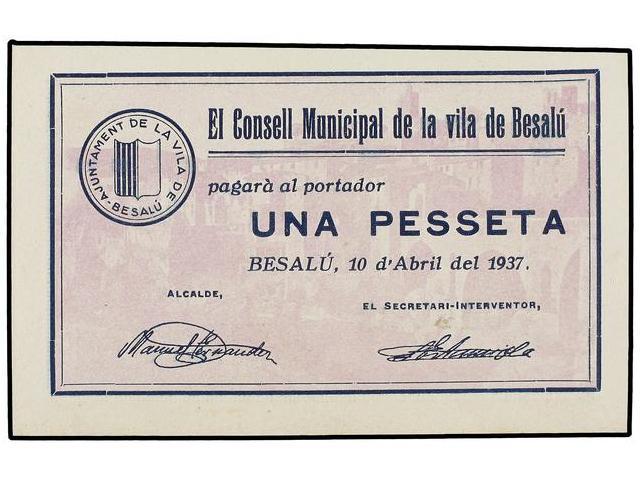 El Consell Municipal de la vila de Besalú
AJUNTAMENT DE LA VILA DE
-BESALÚ-
pagarà al portador
UNA PESSETA
BESALÚ, 10 d'Abril del 1937.
ALCALDE,
EL SECRETARI-INTERVENTOR,